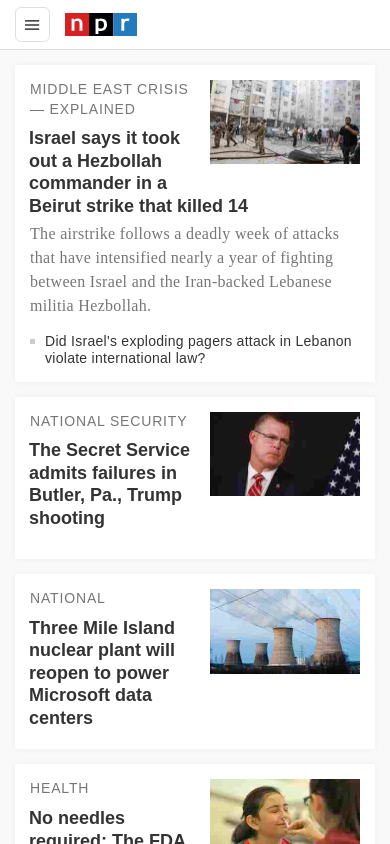 npr
MIDDLE EAST CRISIS
— EXPLAINED
Israel says it took
out a Hezbollah
commander in a
Beirut strike that killed 14
The airstrike follows a deadly week of attacks
that have intensified nearly a year of fighting
between Israel and the Iran-backed Lebanese
militia Hezbollah.
Did Israel's exploding pagers attack in Lebanon
violate international law?
NATIONAL SECURITY
The Secret Service
admits failures in
Butler, Pa., Trump
shooting
NATIONAL
Three Mile Island
nuclear plant will
reopen to power
Microsoft data
centers
HEALTH
No needles
required: The FDA